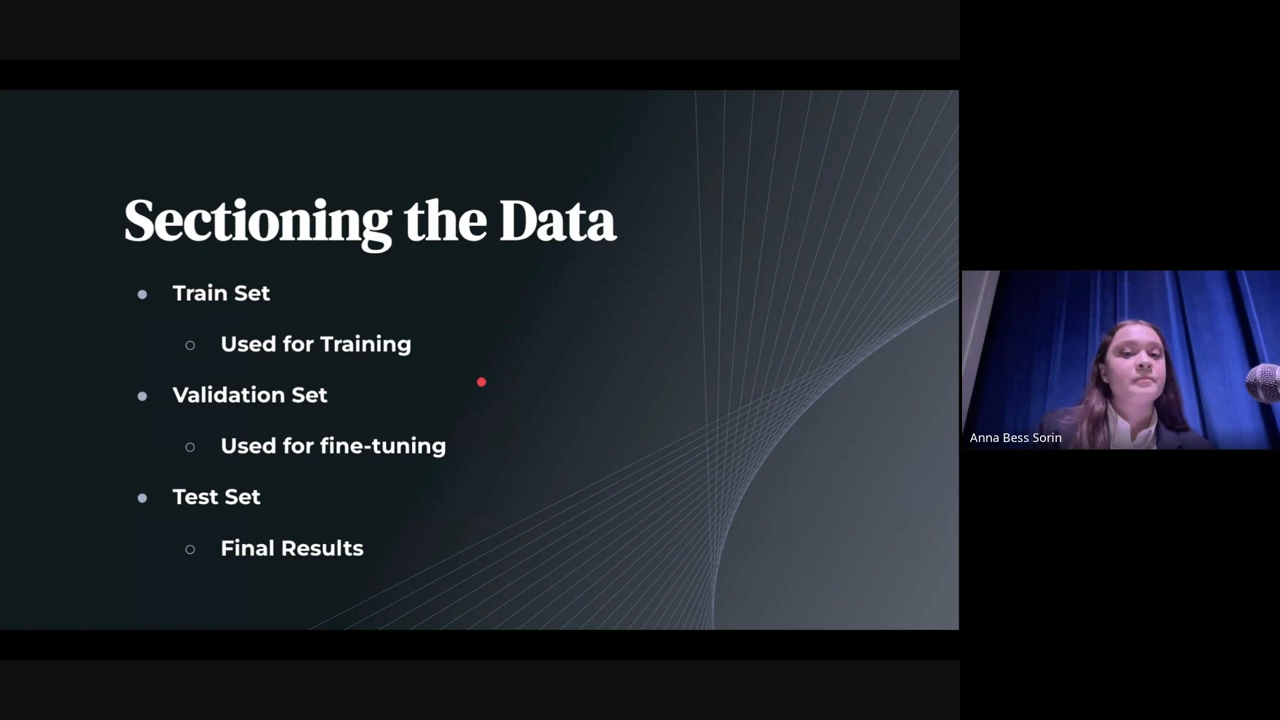 Sectioning the Data
Train Set
Used for Training
Validation Set
Used for fine-tuning
Test Set
Final Results
Anna Bess Sorin